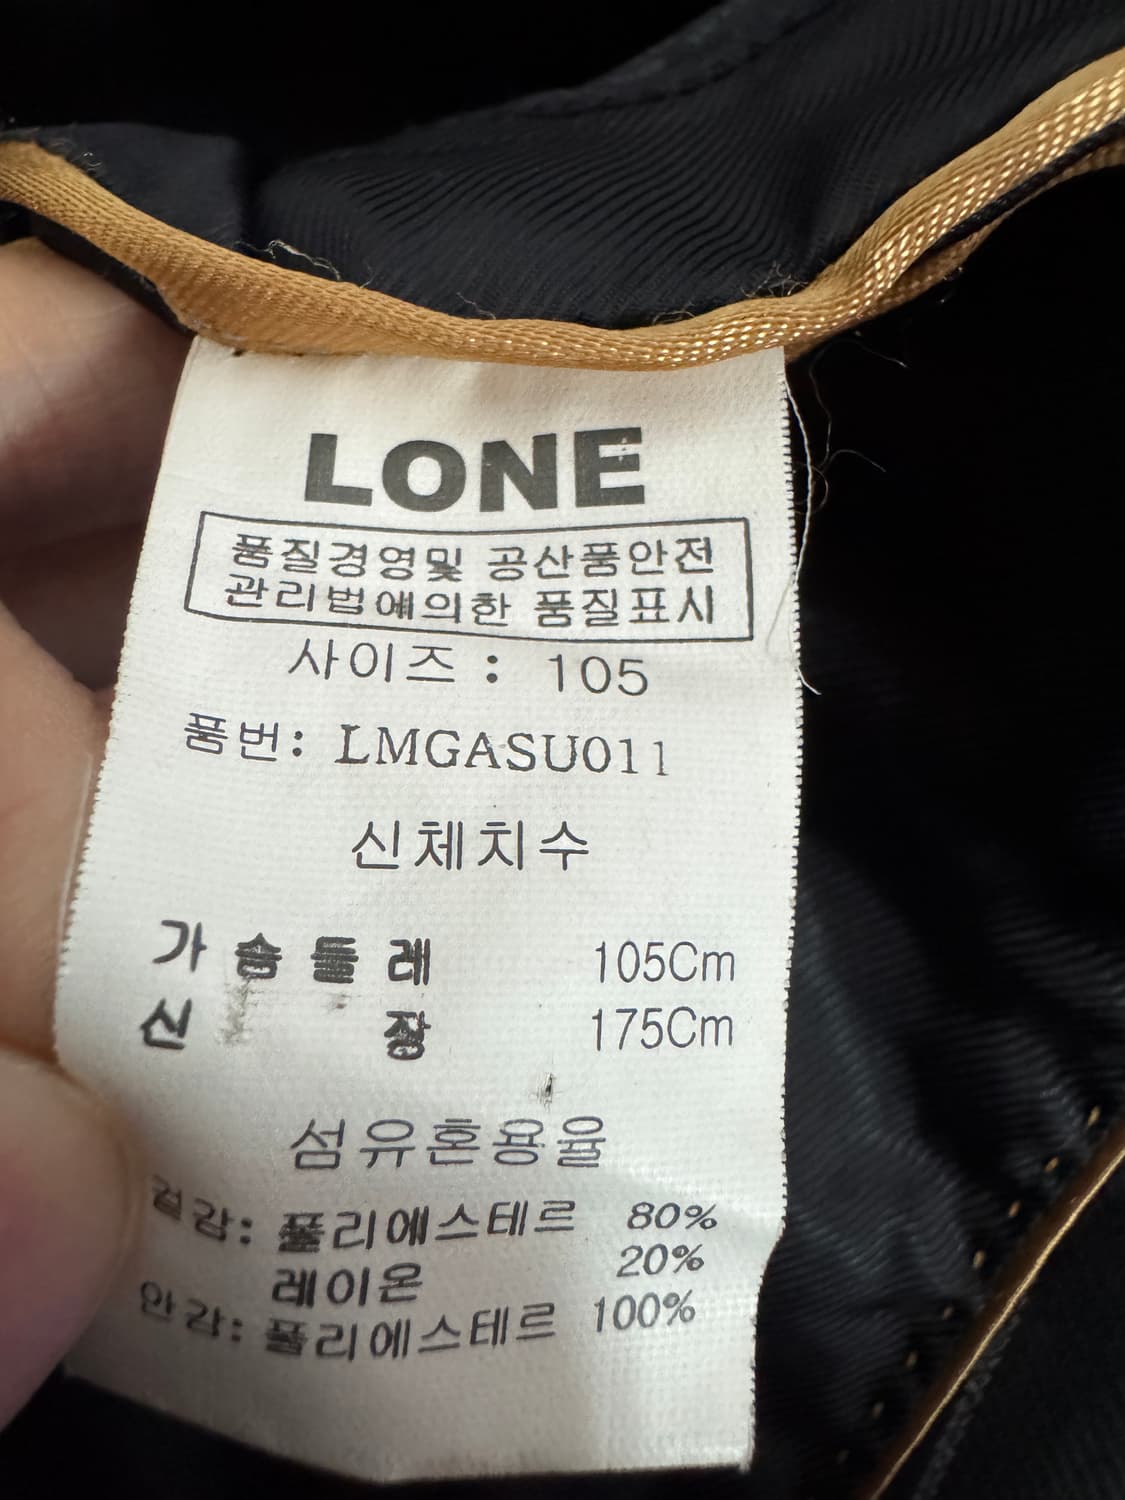 LONE
품질경영및 공산품안전
관리법에의한 품질표시
사이즈 : 105
품번: LMGASU011
신체치수
가슴둘레 105Cm
신 장 175Cm
섬유혼용율
겉감: 폴리에스테르 80%
레이온 20%
안감: 폴리에스테르 100%